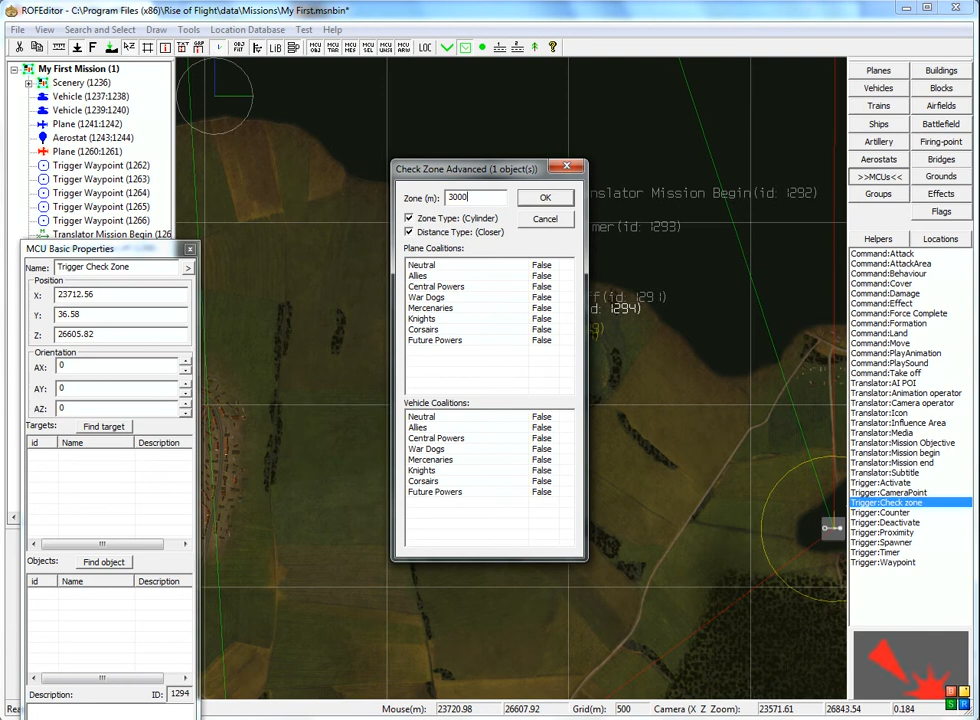 ROFEditor - C:\Program Files (x86)\Rise of Flight\data\Missions\My First.msnbin*
File View Search and Select Draw Tools Location Database Test Help
LIB LOC
Planes Buildings
Vehicles Blocks
Trains Airfields
Ships Battlefield
Artillery Firing-point
Aerostats Bridges
>>MCUs<< Grounds
Groups Effects
Flags
Helpers Locations
Command:Attack
Command:AttackArea
Command:Behaviour
Command:Cover
Command:Damage
Command:Effect
Command:Force Complete
Command:Formation
Command:Land
Command:Move
Command:PlayAnimation
Command:PlaySound
Command:Take off
Translator:AI POI
Translator:Animation operator
Translator:Camera operator
Translator:Icon
Translator:Influence Area
Translator:Media
Translator:Mission Objective
Translator:Mission begin
Translator:Mission end
Translator:Subtitle
Trigger:Activate
Trigger:CameraPoint
Trigger:Check zone
Trigger:Counter
Trigger:Deactivate
Trigger:Proximity
Trigger:Spawner
Trigger:Timer
Trigger:Waypoint
My First Mission (1)
Scenery (1236)
Vehicle (1237:1238)
Vehicle (1239:1240)
Plane (1241:1242)
Aerostat (1243:1244)
Plane (1260:1261)
Trigger Waypoint (1262)
Trigger Waypoint (1263)
Trigger Waypoint (1264)
Trigger Waypoint (1265)
Trigger Waypoint (1266)
Translator Mission Begin (126
MCU Basic Properties
Name: Trigger Check Zone >
Position
X: 23712.56
Y: 36.58
Z: 26605.82
Orientation
AX: 0
AY: 0
AZ: 0
Targets: Find target
id Name Description
Objects: Find object
id Name Description
Description: ID: 1294
Check Zone Advanced (1 object(s))
Zone (m): 3000 OK
Zone Type: (Cylinder) Cancel
Distance Type: (Closer)
Plane Coalitions:
Neutral False
Allies False
Central Powers False
War Dogs False
Mercenaries False
Knights False
Corsairs False
Future Powers False
Vehicle Coalitions:
Neutral False
Allies False
Central Powers False
War Dogs False
Mercenaries False
Knights False
Corsairs False
Future Powers False
anslator Mission Begin(id: 1292)
mer(id: 1293)
ff(id: 1291)
d: 1294)
Rea Mouse(m): 23720.98 26607.92 Grid(m): 500 Camera (X Z Zoom): 23571.61 26843.54 0.184